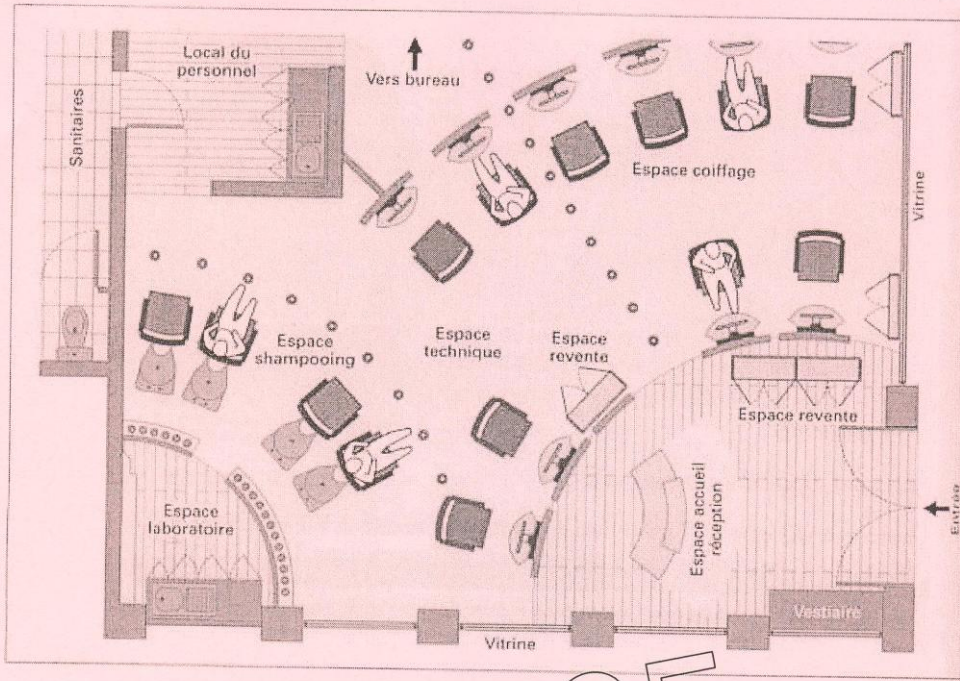 Local du
personnel
Vers bureau
Sanitaires
Espace coiffage
Vitrine
Espace
shampooing
Espace
technique
Espace
revente
Espace revente
Espace
laboratoire
Espace accueil
réception
Entrée
Vestiaire
Vitrine